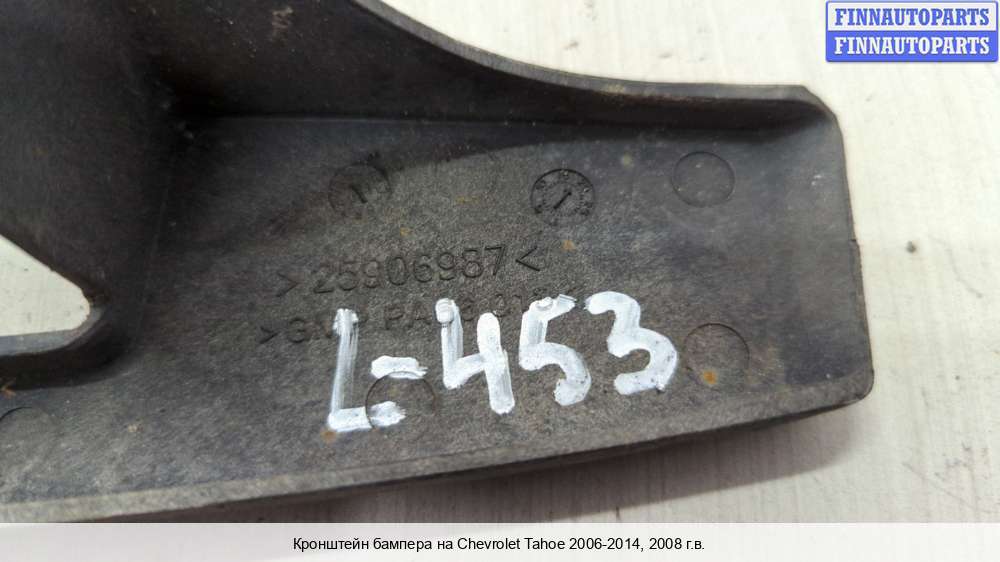 FINNAUTOPARTS
FINNAUTOPARTS
>25906987<
L-453
Кронштейн бампера на Chevrolet Tahoe 2006-2014, 2008 г.в.